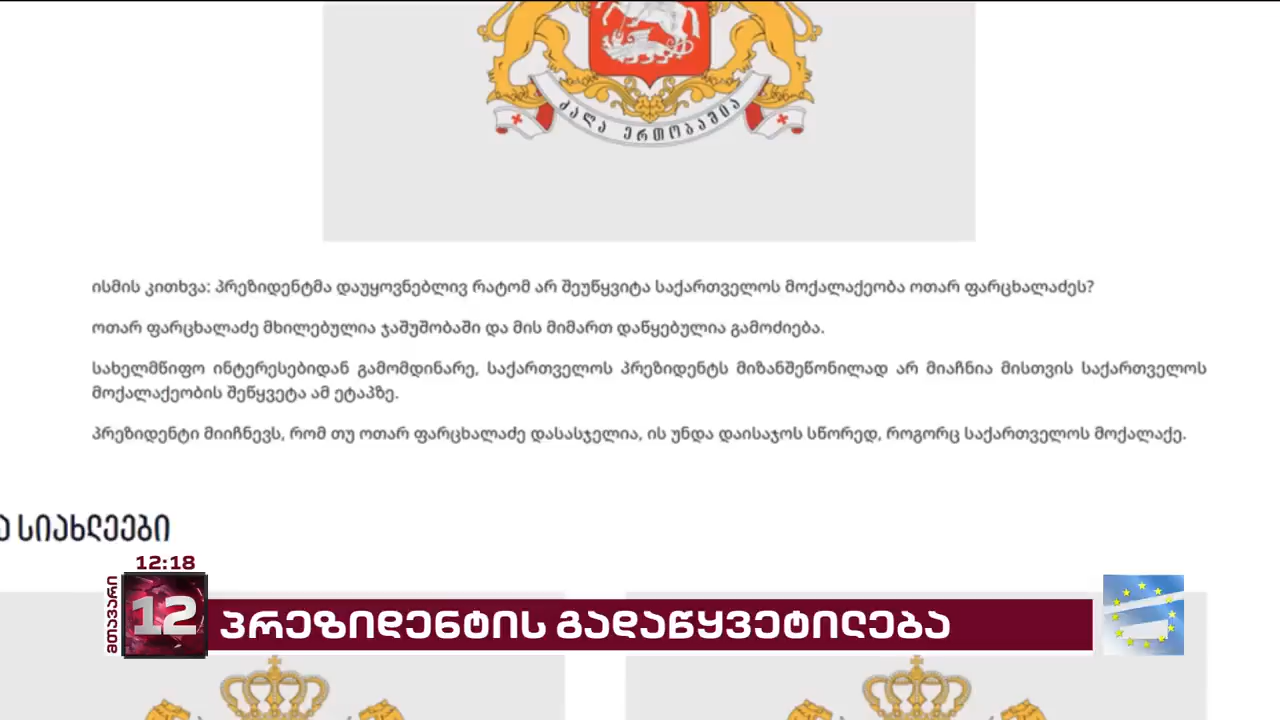 ძალა ერთობაშია
ისმის კითხვა: პრეზიდენტმა დაუყოვნებლივ რატომ არ შეუწყვიტა საქართველოს მოქალაქეობა ოთარ ფარცხალაძეს?
ოთარ ფარცხალაძე მხილებულია ჯაშუშობაში და მის მიმართ დაწყებულია გამოძიება.
სახელმწიფო ინტერესებიდან გამომდინარე, საქართველოს პრეზიდენტს მიზანშეწონილად არ მიაჩნია მისთვის საქართველოს
მოქალაქეობის შეწყვეტა ამ ეტაპზე.
პრეზიდენტი მიიჩნევს, რომ თუ ოთარ ფარცხალაძე დასასჯელია, ის უნდა დაისაჯოს სწორედ, როგორც საქართველოს მოქალაქე.
სიახლეები
12:18
მთავარი
12
პრეზიდენტის გადაწყვეტილება